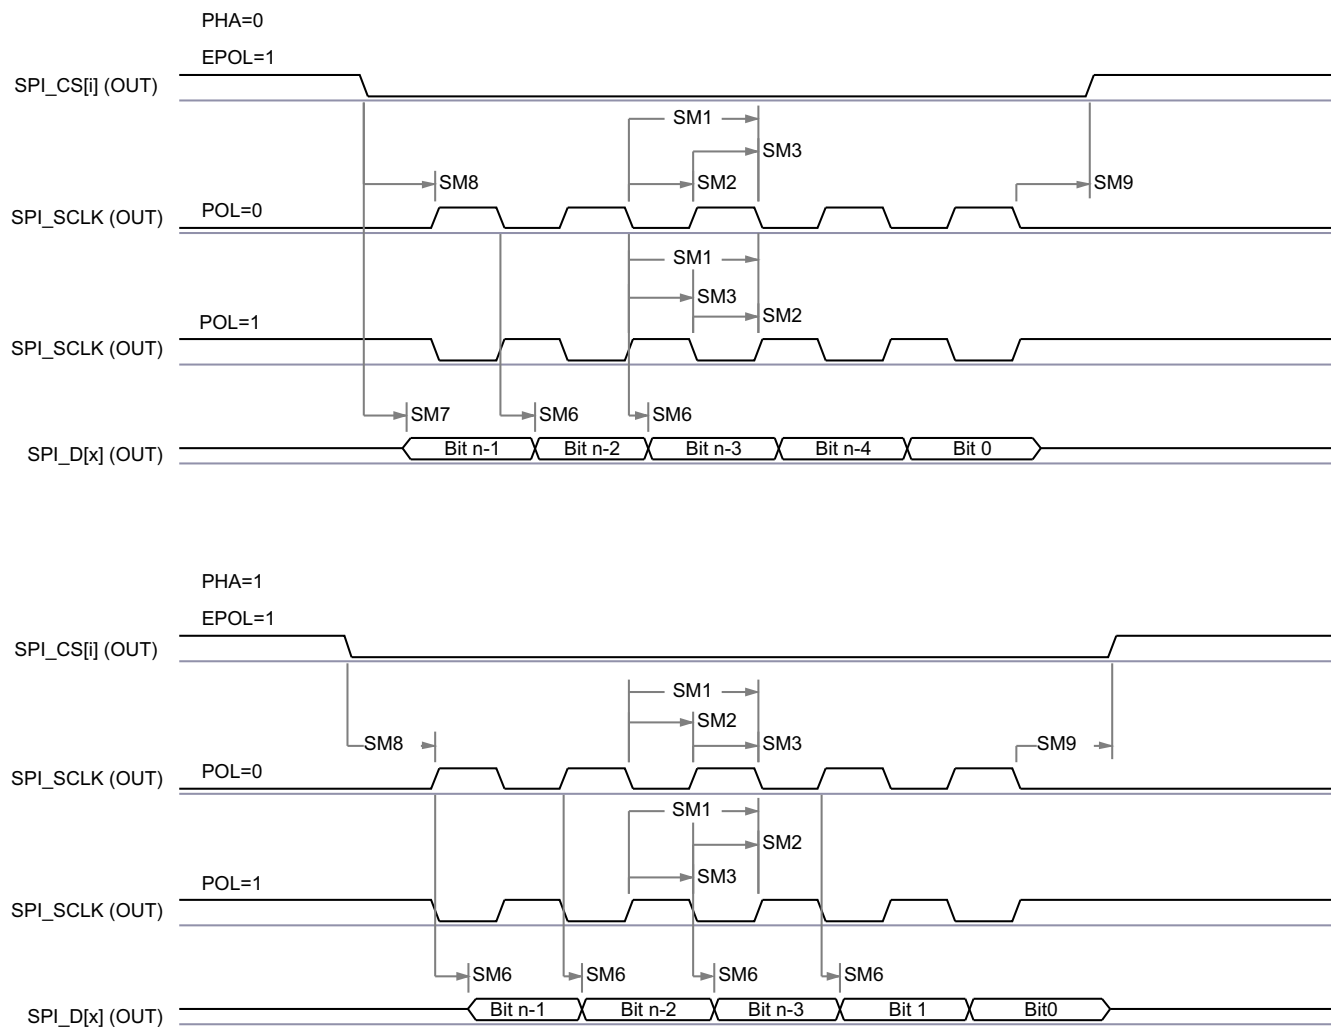 PHA=0
EPOL=1
SPI_CS[i] (OUT)
SM1
SM3
SM8
SM2
SM9
SPI_SCLK (OUT)
POL=0
SM1
SM3
SM2
POL=1
SPI_SCLK (OUT)
SM7
SM6
SM6
SPI_D[x] (OUT)
Bit n-1
Bit n-2
Bit n-3
Bit n-4
Bit 0
PHA=1
EPOL=1
SPI_CS[i] (OUT)
SM1
SM2
SM8
SM3
SM9
SPI_SCLK (OUT)
POL=0
SM1
SM2
SM3
POL=1
SPI_SCLK (OUT)
SM6
SM6
SM6
SM6
SPI_D[x] (OUT)
Bit n-1
Bit n-2
Bit n-3
Bit 1
Bit0